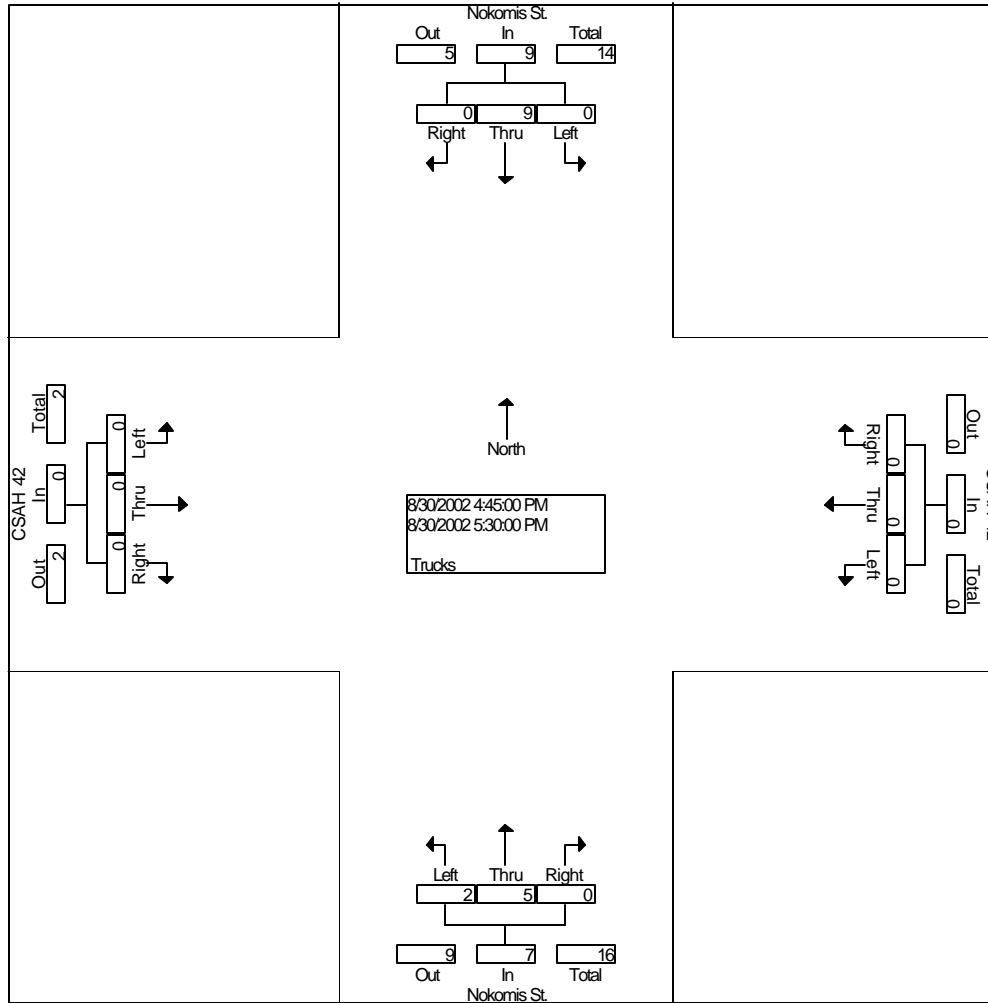 Nokomis St.
Out In Total
5 9 14
0 9 0
Right Thru Left
North
8/30/2002 4:45:00 PM
8/30/2002 5:30:00 PM
Trucks
CSAH 42
Out In Total
2 0 2
Right Thru Left
0 0 0
Out In Total
0 0 0
Right Thru Left
0 0 0
Left Thru Right
2 5 0
9 7 16
Out In Total
Nokomis St.